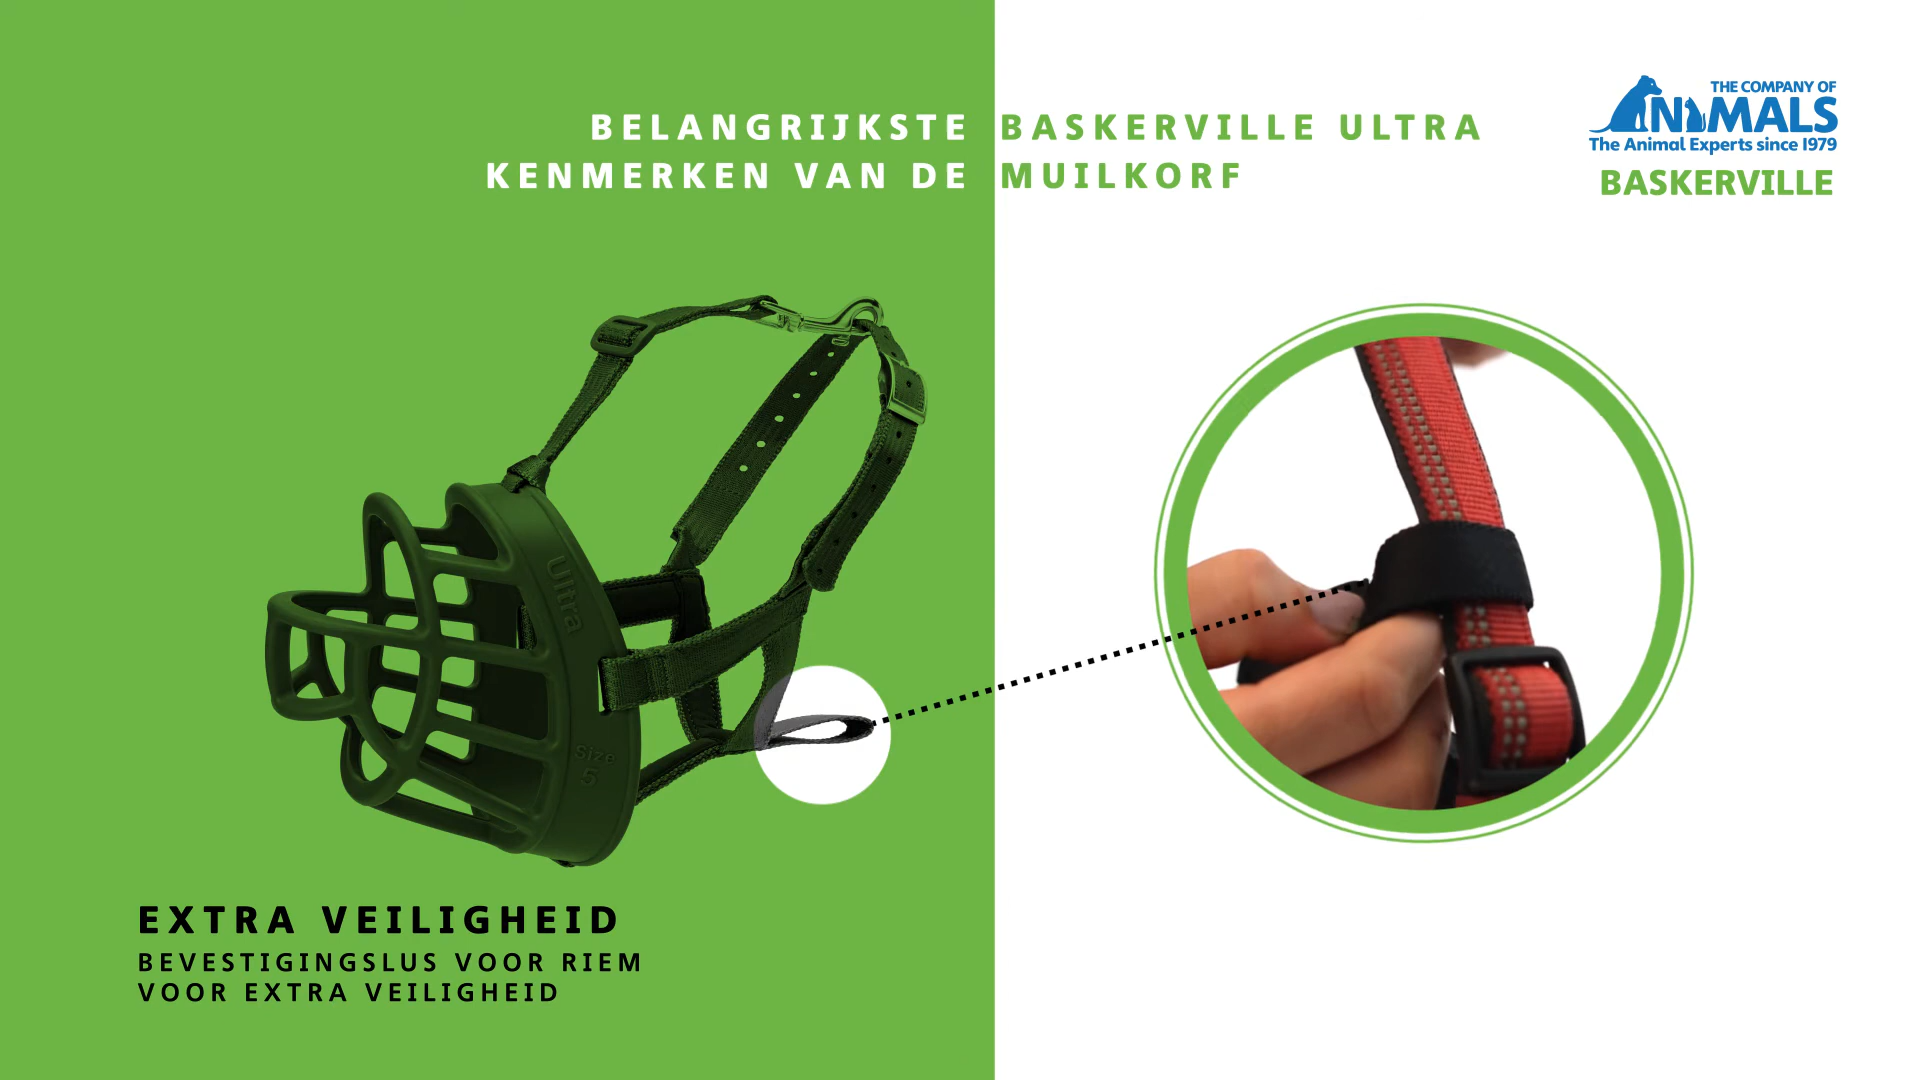 BELANGRIJKSTE BASKERVILLE ULTRA
KENMERKEN VAN DE MUILKORF
THE COMPANY OF
ANIMALS
The Animal Experts since 1979
BASKERVILLE
Ultra
Size
5
EXTRA VEILIGHEID
BEVESTIGINGSLUS VOOR RIEM
VOOR EXTRA VEILIGHEID